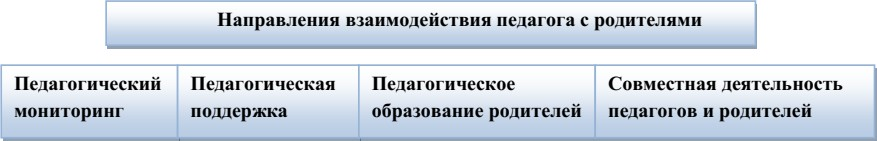 Направления взаимодействия педагога с родителями
Педагогический
мониторинг
Педагогическая
поддержка
Педагогическое
образование родителей
Совместная деятельность
педагогов и родителей